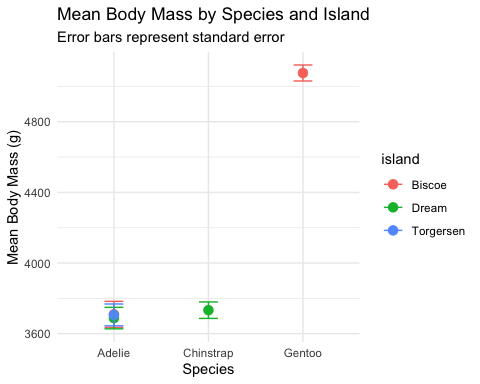 Mean Body Mass by Species and Island
Error bars represent standard error
Mean Body Mass (g)
4800
4400
4000
3600
Adelie
Chinstrap
Gentoo
Species
island
Biscoe
Dream
Torgersen